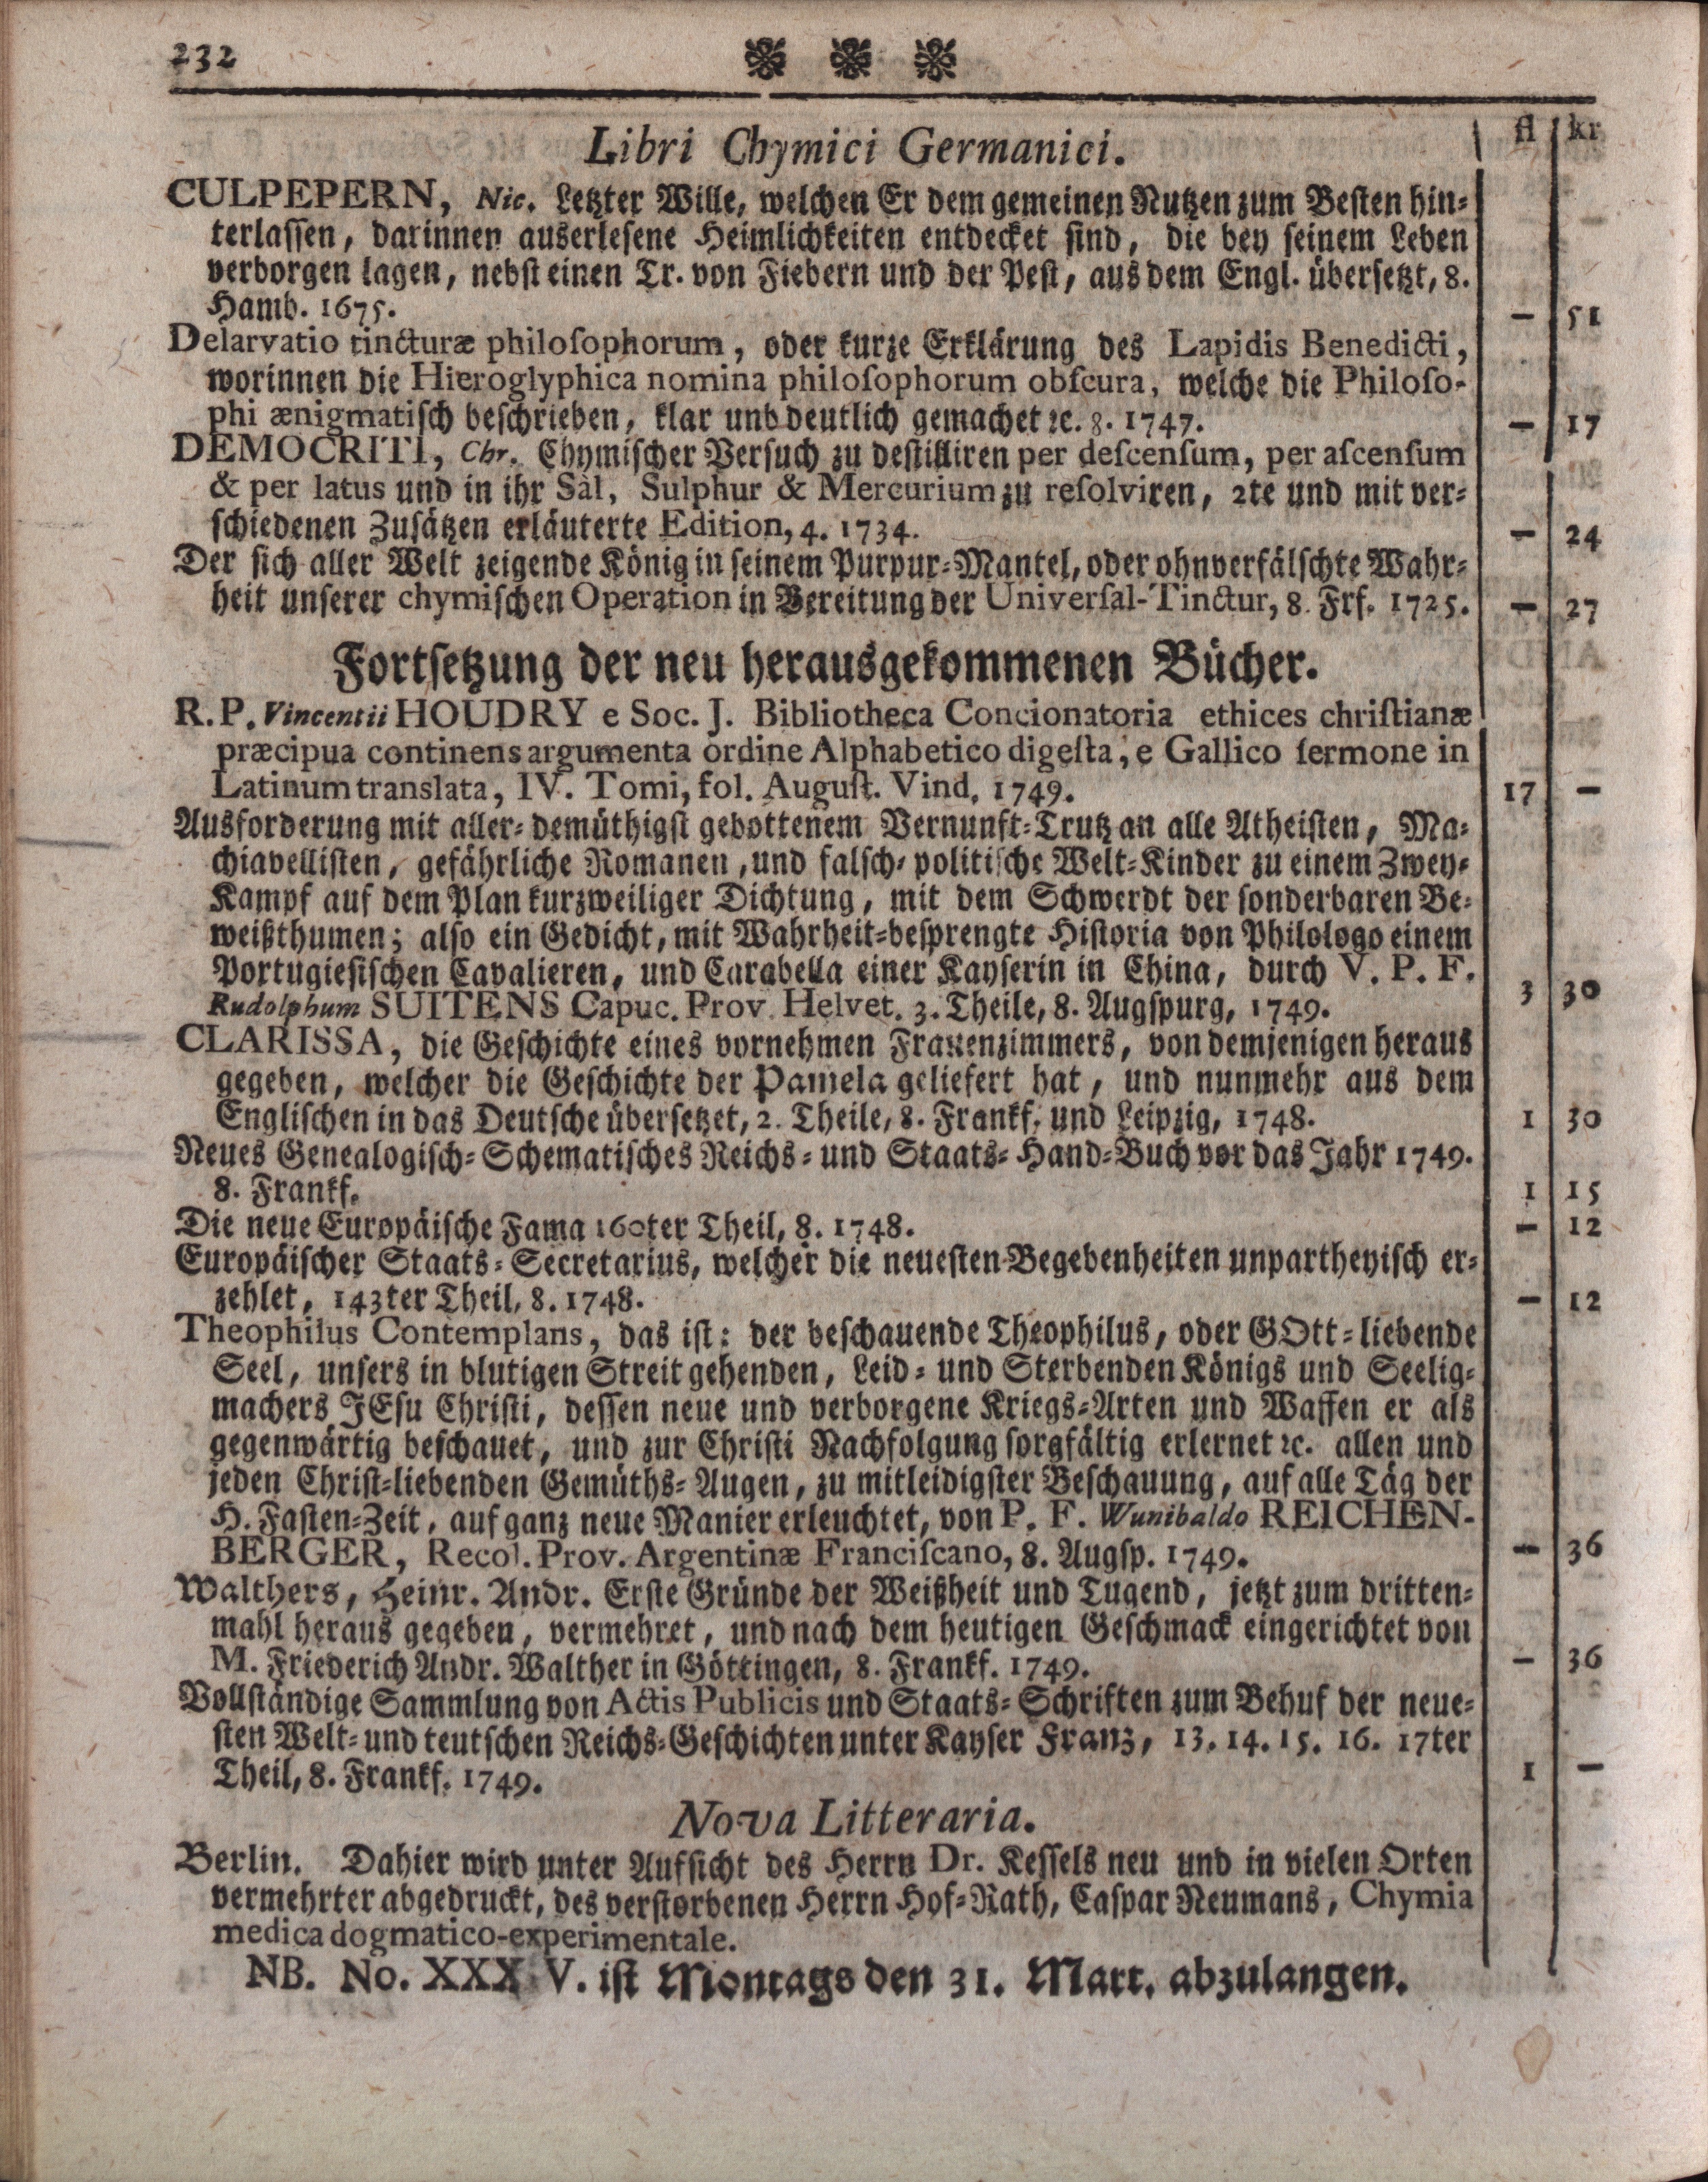 232
fl kr
Libri Chymici Germanici.
CULPEPERN, Nic. Letzter Wille, welchen Er dem gemeinen Nutzen zum Besten hin-
terlassen, darinnen auserlesene Heimlichkeiten entdecket sind, die bey seinem Leben
verborgen lagen, nebst einen Tr. von Fiebern und der Pest, aus dem Engl. übersetzt, 8.
Hamb. 1675. — 51
Delarvatio tincturæ philoſophorum, oder kurze Erklärung des Lapidis Benedicti,
worinnen die Hieroglyphica nomina philoſophorum obſcura, welche die Philoſo-
phi ænigmatisch beschrieben, klar und deutlich gemachet ꝛc. 8. 1747. — 17
DEMOCRITI, Chr. Chymischer Versuch zu destilliren per deſcenſum, per aſcenſum
& per latus und in ihr Sal, Sulphur & Mercurium zu reſolviren, 2te und mit ver-
schiedenen Zusätzen erläuterte Edition, 4. 1734. — 24
Der sich aller Welt zeigende König in seinem Purpur-Mantel, oder ohnverfälschte Wahr-
heit unserer chymischen Operation in Bereitung der Univerſal-Tinctur, 8. Frf. 1725. — 27
Fortsetzung der neu herausgekommenen Bücher.
R. P. Vincentii HOUDRY e Soc. J. Bibliotheca Concionatoria ethices chriſtianæ
præcipua continens argumenta ordine Alphabetico digeſta, e Gallico ſermone in
Latinum translata, IV. Tomi, fol. Auguſt. Vind. 1749. 17 —
Ausforderung mit aller-demüthigst gebottenem Vernunft-Trutz an alle Atheisten, Ma-
chiavellisten, gefährliche Romanen, und falsch-politische Welt-Kinder zu einem Zwey-
Kampf auf dem Plan kurzweiliger Dichtung, mit dem Schwerdt der sonderbaren Be-
weißthumen; also ein Gedicht, mit Wahrheit-besprengte Historia von Philologo einem
Portugiesischen Cavalieren, und Carabella einer Kayserin in China, durch V. P. F.
Rudolphum SUITENS Capuc. Prov. Helvet. 3. Theile, 8. Augspurg, 1749. 3 30
CLARISSA, die Geschichte eines vornehmen Frauenzimmers, von demjenigen heraus
gegeben, welcher die Geschichte der Pamela geliefert hat, und nunmehr aus dem
Englischen in das Deutsche übersetzet, 2. Theile, 8. Frankf. und Leipzig, 1748. 1 30
Neues Genealogisch-Schematisches Reichs- und Staats-Hand-Buch vor das Jahr 1749.
8. Frankf. 1 15
Die neue Europäische Fama 160ter Theil, 8. 1748. — 12
Europäischer Staats-Secretarius, welcher die neuesten Begebenheiten unpartheyisch er-
zehlet, 143ter Theil, 8. 1748. — 12
Theophilus Contemplans, das ist: der beschauende Theophilus, oder GOtt-liebende
Seel, unsers in blutigen Streit gehenden, Leid- und Sterbenden Königs und Seelig-
machers JEsu Christi, dessen neue und verborgene Kriegs-Arten und Waffen er als
gegenwärtig beschauet, und zur Christi Nachfolgung sorgfältig erlernet ꝛc. allen und
jeden Christ-liebenden Gemüths-Augen, zu mitleidigster Beschauung, auf alle Täg der
H. Fasten-Zeit, auf ganz neue Manier erleuchtet, von P. F. Wunibaldo REICHEN-
BERGER, Recol. Prov. Argentinæ Franciſcano, 8. Augsp. 1749. — 36
Walthers, Heinr. Andr. Erste Gründe der Weißheit und Tugend, jetzt zum dritten-
mahl heraus gegeben, vermehret, und nach dem heutigen Geschmack eingerichtet von
M. Friederich Andr. Walther in Göttingen, 8. Frankf. 1749. — 36
Vollständige Sammlung von Actis Publicis und Staats-Schriften zum Behuf der neue-
sten Welt- und teutschen Reichs-Geschichten unter Kayser Franz, 13. 14. 15. 16. 17ter
Theil, 8. Frankf. 1749. 1 —
Nova Litteraria.
Berlin. Dahier wird unter Aufsicht des Herrn Dr. Kessels neu und in vielen Orten
vermehrter abgedruckt, des verstorbenen Herrn Hof-Rath, Caspar Neumans, Chymia
medica dogmatico-experimentale.
NB. No. ist Montags den 31. Mart. abzulangen.